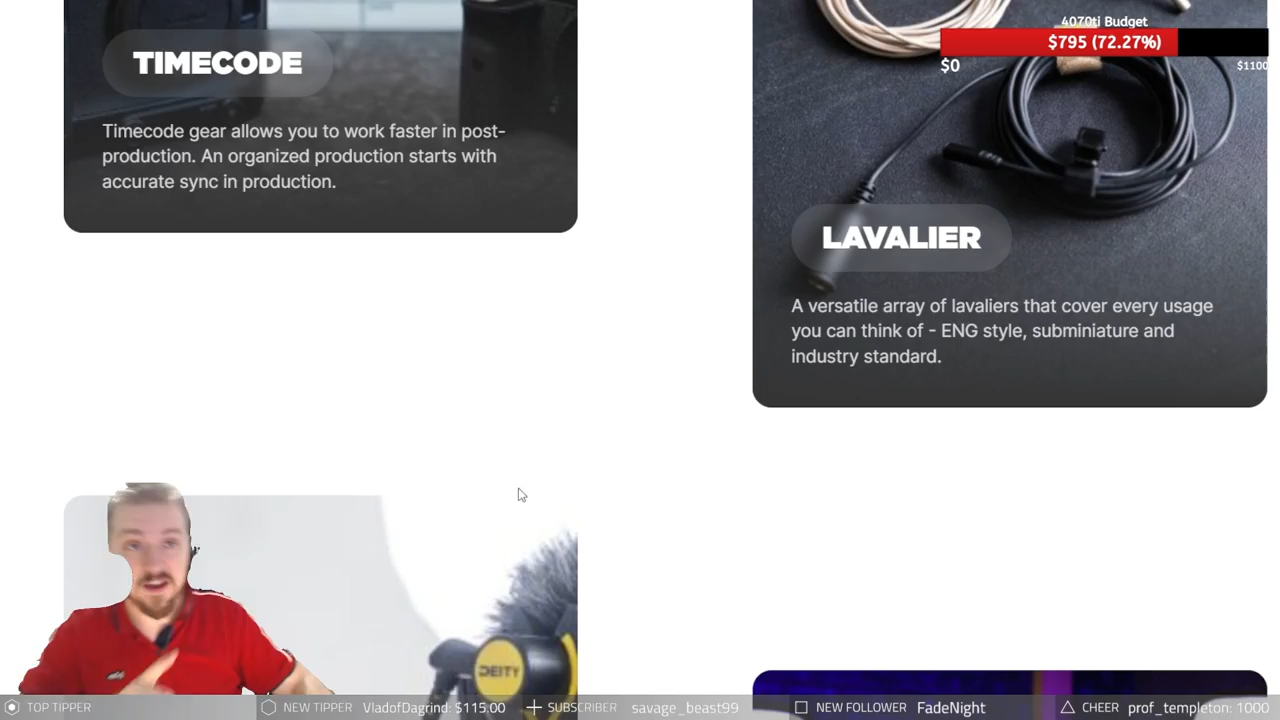 TIMECODE
Timecode gear allows you to work faster in post-
production. An organized production starts with
accurate sync in production.
4070ti Budget
$795 (72.27%)
$0
$1100
LAVALIER
A versatile array of lavaliers that cover every usage
you can think of - ENG style, subminiature and
industry standard.
DEITY
TOP TIPPER
NEW TIPPER VladofDagrind: $115.00
SUBSCRIBER savage_beast99
NEW FOLLOWER FadeNight
CHEER prof_templeton: 1000